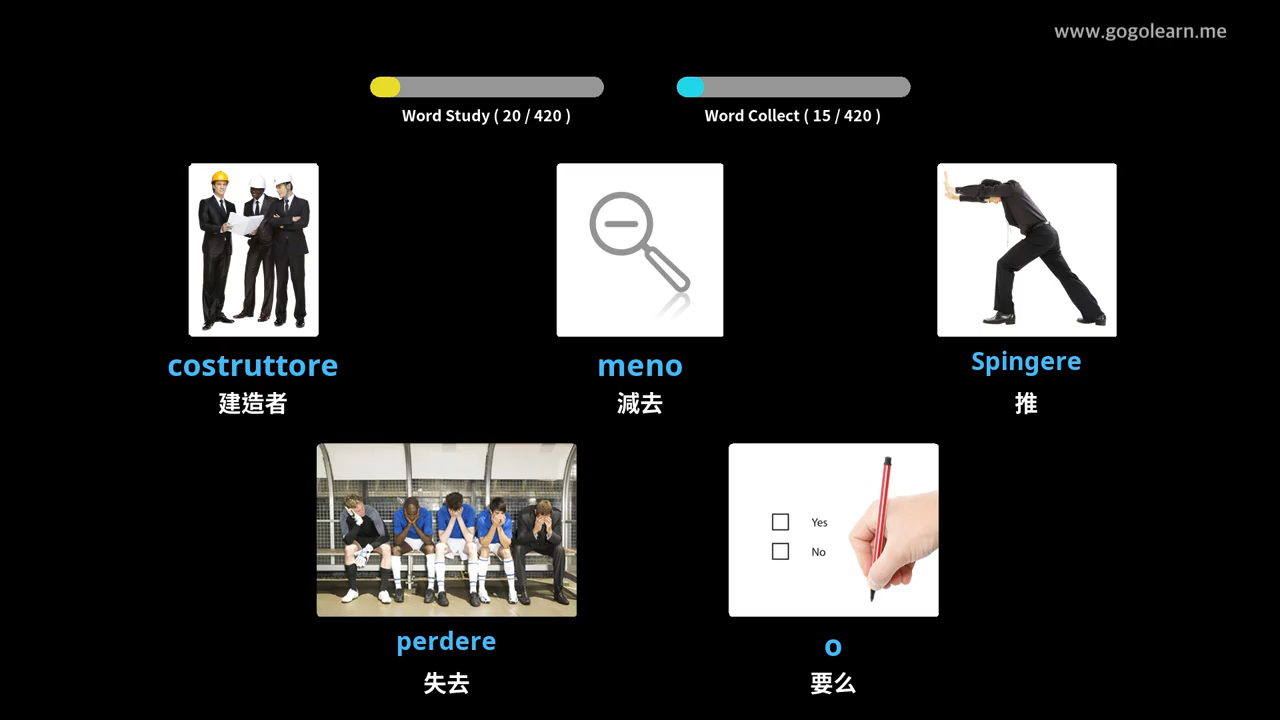 www.gogolearn.me
Word Study ( 20 / 420 )
Word Collect ( 15 / 420 )
costruttore
建造者
meno
減去
Spingere
推
Yes
No
perdere
失去
o
要么